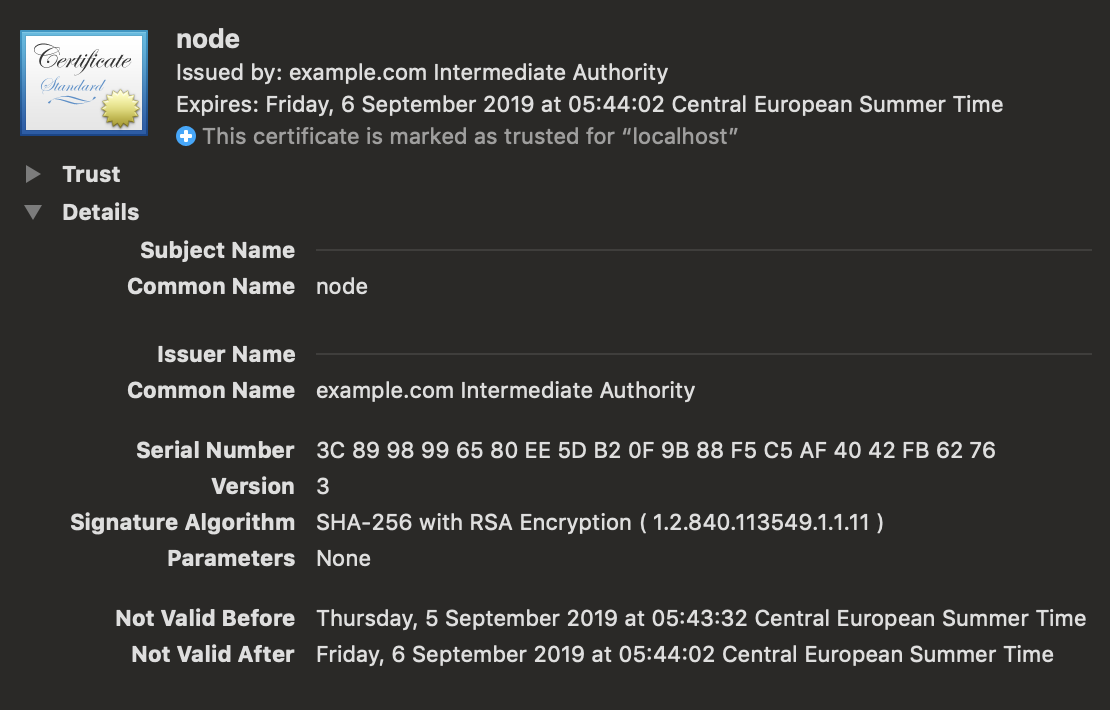 Certificate
Standard
node
Issued by: example.com Intermediate Authority
Expires: Friday, 6 September 2019 at 05:44:02 Central European Summer Time
This certificate is marked as trusted for “localhost”
Trust
Details
Subject Name
Common Name node
Issuer Name
Common Name example.com Intermediate Authority
Serial Number 3C 89 98 99 65 80 EE 5D B2 0F 9B 88 F5 C5 AF 40 42 FB 62 76
Version 3
Signature Algorithm SHA-256 with RSA Encryption ( 1.2.840.113549.1.1.11 )
Parameters None
Not Valid Before Thursday, 5 September 2019 at 05:43:32 Central European Summer Time
Not Valid After Friday, 6 September 2019 at 05:44:02 Central European Summer Time